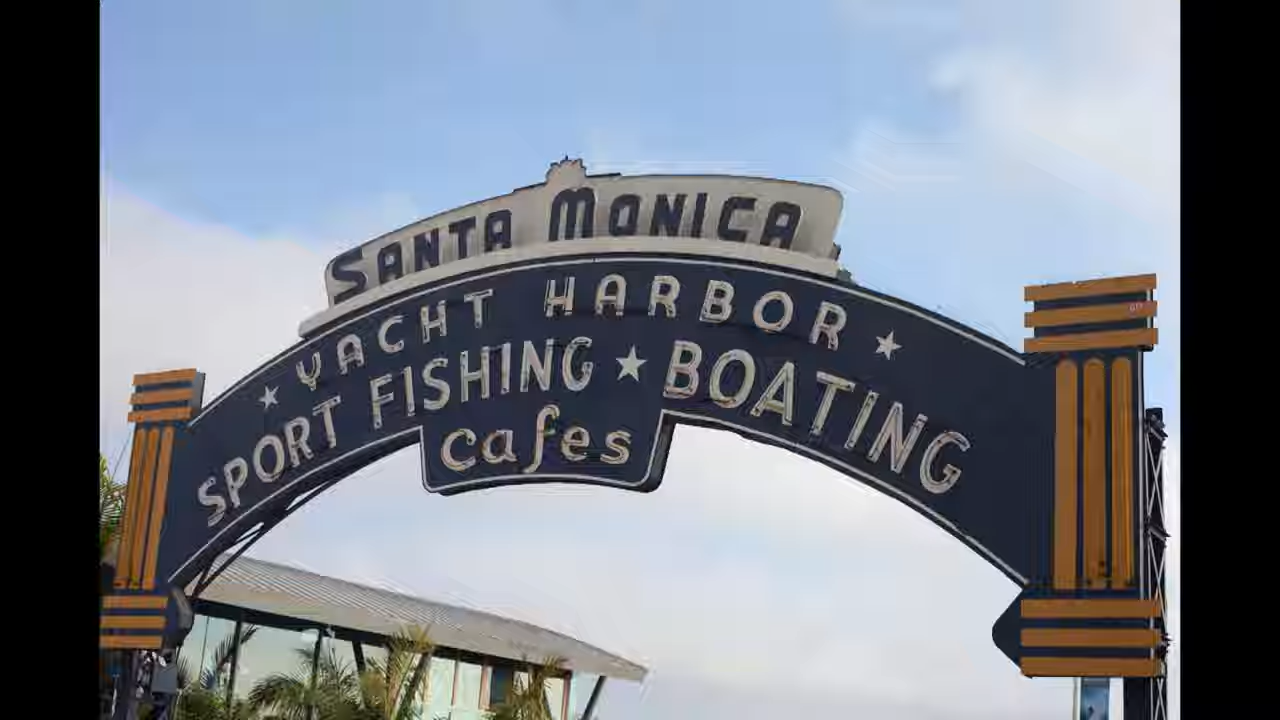 SANTA MONICA
YACHT HARBOR
SPORT FISHING ★ BOATING
cafes